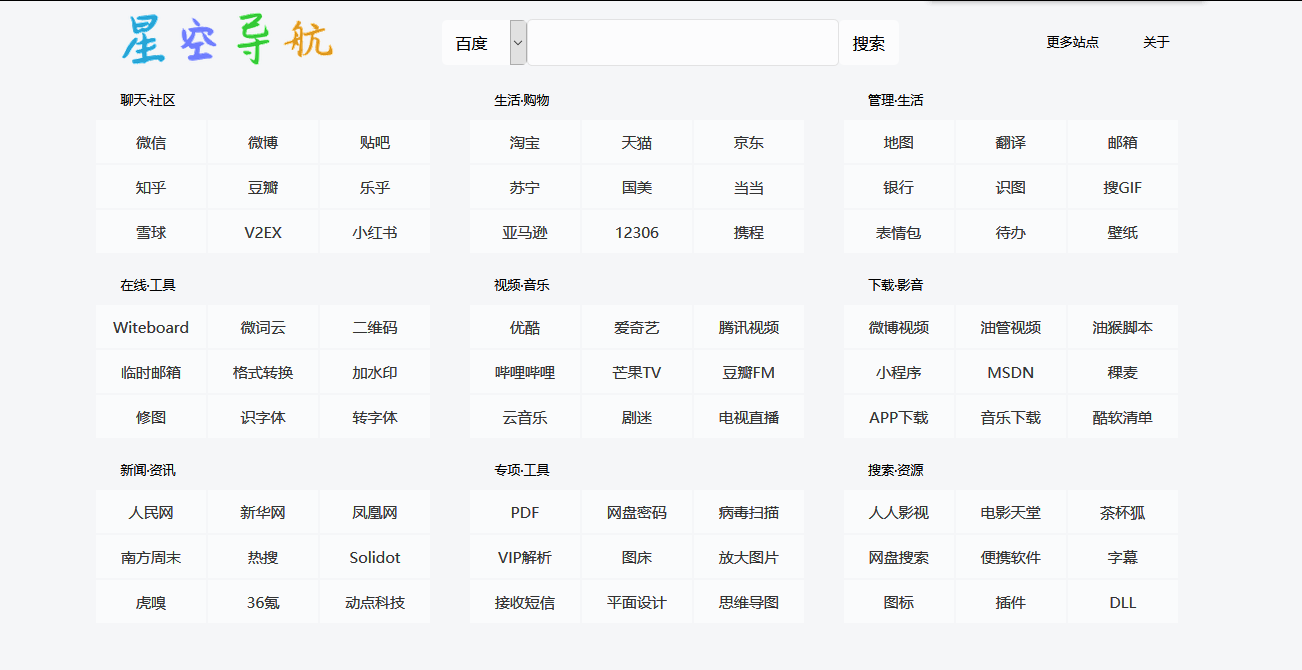 星空导航 百度 搜索 更多站点 关于
聊天·社区 生活·购物 管理·生活
微信 微博 贴吧 淘宝 天猫 京东 地图 翻译 邮箱
知乎 豆瓣 乐乎 苏宁 国美 当当 银行 识图 搜GIF
雪球 V2EX 小红书 亚马逊 12306 携程 表情包 待办 壁纸
在线·工具 视频·音乐 下载·影音
Witeboard 微词云 二维码 优酷 爱奇艺 腾讯视频 微博视频 油管视频 油猴脚本
临时邮箱 格式转换 加水印 哔哩哔哩 芒果TV 豆瓣FM 小程序 MSDN 稞麦
修图 识字体 转字体 云音乐 剧迷 电视直播 APP下载 音乐下载 酷软清单
新闻·资讯 专项·工具 搜索·资源
人民网 新华网 凤凰网 PDF 网盘密码 病毒扫描 人人影视 电影天堂 茶杯狐
南方周末 热搜 Solidot VIP解析 图床 放大图片 网盘搜索 便携软件 字幕
虎嗅 36氪 动点科技 接收短信 平面设计 思维导图 图标 插件 DLL